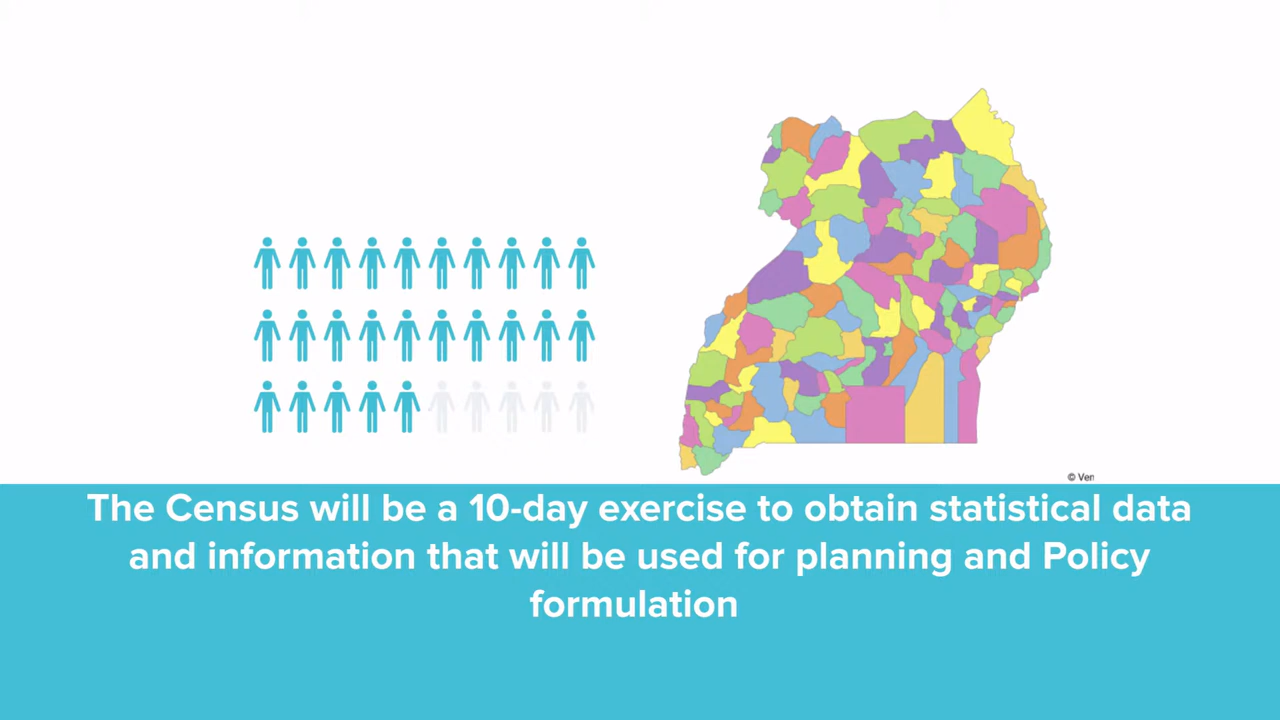 © Ven
The Census will be a 10-day exercise to obtain statistical data
and information that will be used for planning and Policy
formulation